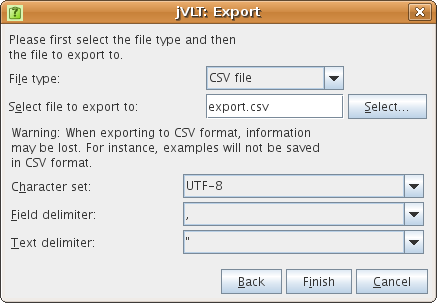 jVLT: Export
Please first select the file type and then
the file to export to.
File type: CSV file
Select file to export to: export.csv Select...
Warning: When exporting to CSV format, information
may be lost. For instance, examples will not be saved
in CSV format.
Character set: UTF-8
Field delimiter: ,
Text delimiter: "
Back Finish Cancel